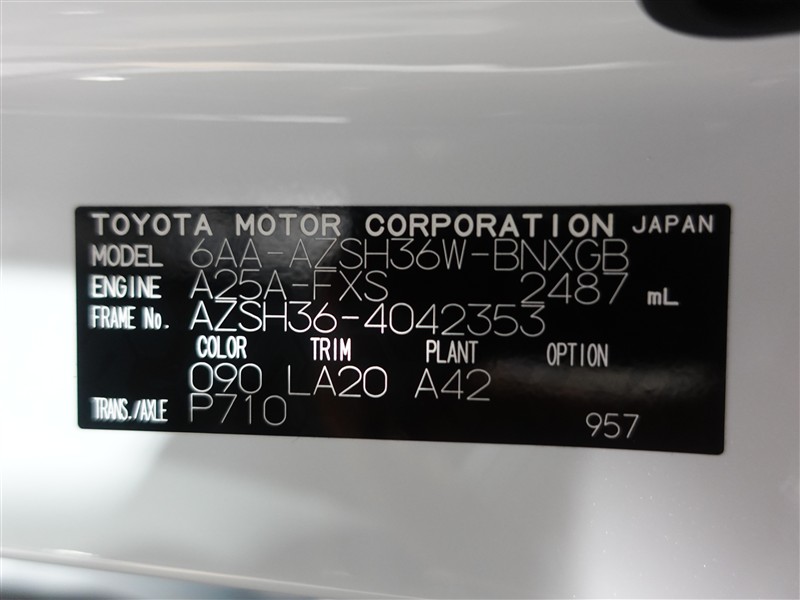 TOYOTA MOTOR CORPORATION JAPAN
MODEL 6AA-AZSH36W-BNXGB
ENGINE A25A-FXS 2487 mL
FRAME No. AZSH36-4042353
COLOR TRIM PLANT OPTION
090 LA20 A42
TRANS./AXLE P710
957